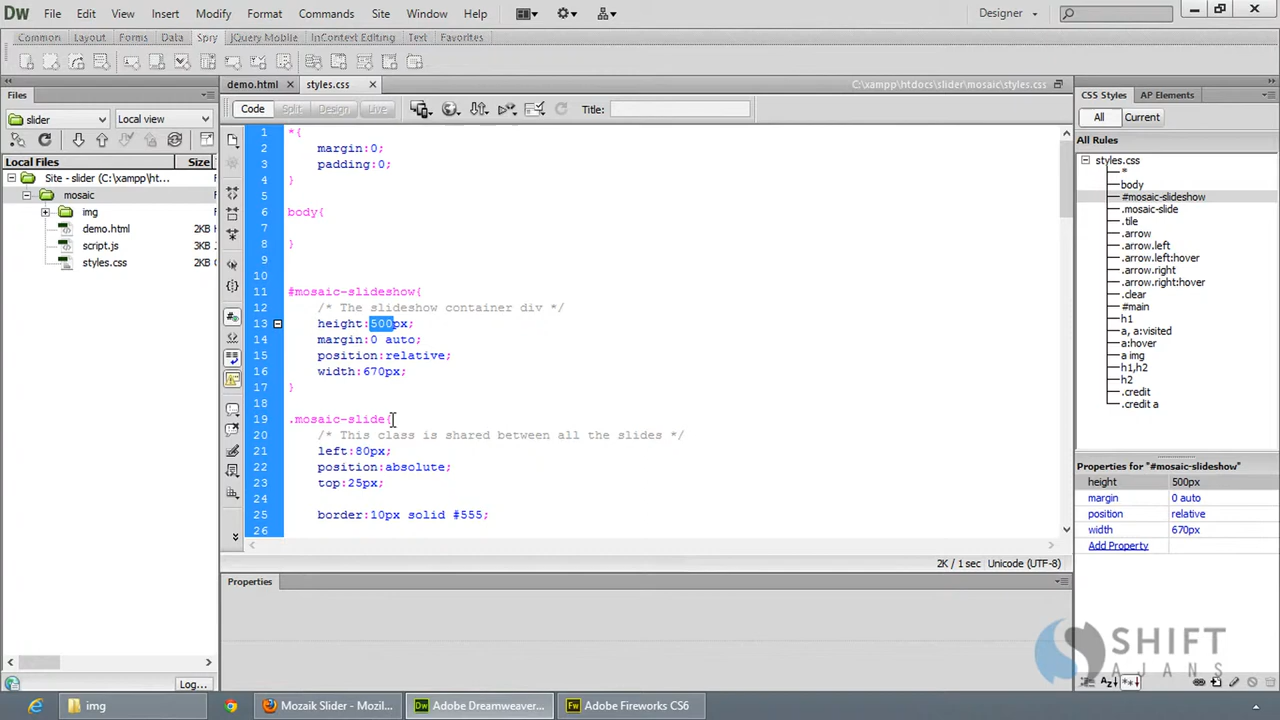 Dw File Edit View Insert Modify Format Commands Site Window Help Designer
Common Layout Forms Data Spry jQuery Mobile InContext Editing Text Favorites
Files
slider Local view
Local Files Size
Site - slider (C:\xampp\ht... F
mosaic F
img F
demo.html 2KB
script.js 3KB
styles.css 2KB
Log...
demo.html styles.css C:\xampp\htdocs\slider\mosaic\styles.css
Code Split Design Live Title:
1 *{
2 margin:0;
3 padding:0;
4 }
5
6 body{
7
8 }
9
10
11 #mosaic-slideshow{
12 /* The slideshow container div */
13 height:500px;
14 margin:0 auto;
15 position:relative;
16 width:670px;
17 }
18
19 .mosaic-slide{
20 /* This class is shared between all the slides */
21 left:80px;
22 position:absolute;
23 top:25px;
24
25 border:10px solid #555;
26
2K / 1 sec Unicode (UTF-8)
Properties
CSS Styles AP Elements
All Current
All Rules
styles.css
*
body
#mosaic-slideshow
.mosaic-slide
.tile
.arrow
.arrow.left
.arrow.left:hover
.arrow.right
.arrow.right:hover
.clear
#main
h1
a, a:visited
a:hover
a img
h1,h2
h2
.credit
.credit a
Properties for "#mosaic-slideshow"
height 500px
margin 0 auto
position relative
width 670px
Add Property
SHIFT
AJANS
img Mozaik Slider - Mozil... Adobe Dreamweaver... Adobe Fireworks CS6